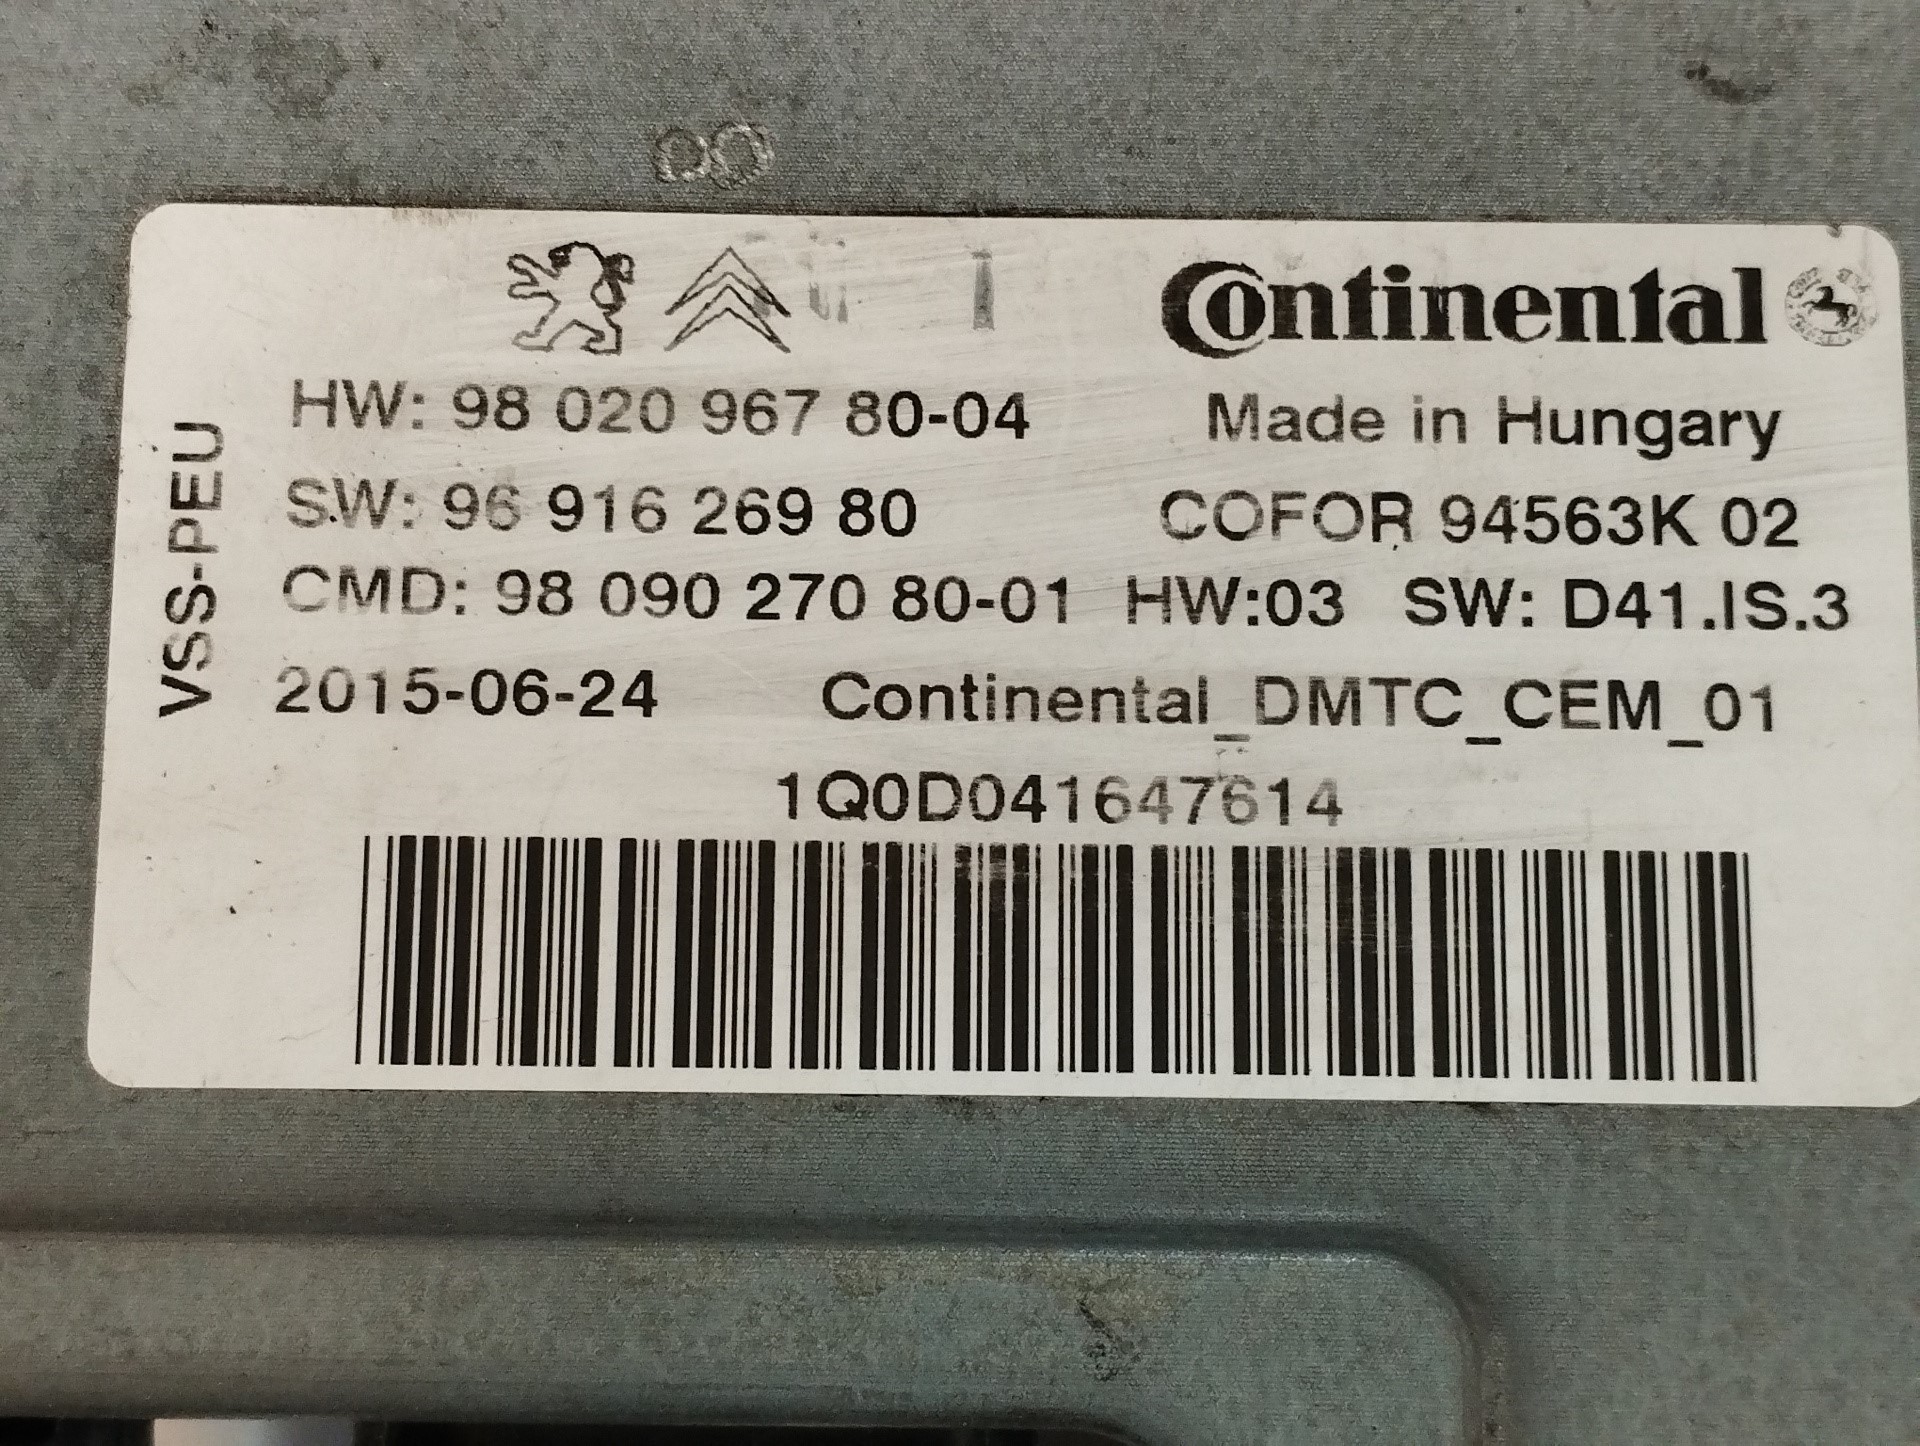 Continental
HW: 98 020 967 80-04
Made in Hungary
SW: 96 916 269 80
COFOR 94563K 02
CMD: 98 090 270 80-01 HW:03 SW: D41.IS.3
2015-06-24
Continental_DMTC_CEM_01
1Q0D041647614
VSS-PEU